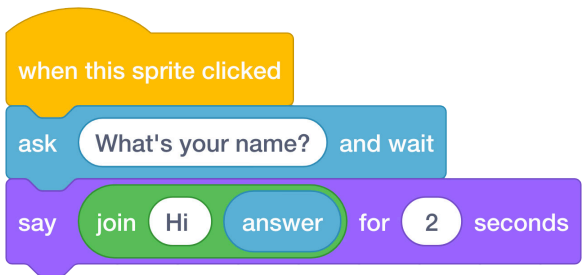 when this sprite clicked
ask What's your name? and wait
say join Hi answer for 2 seconds